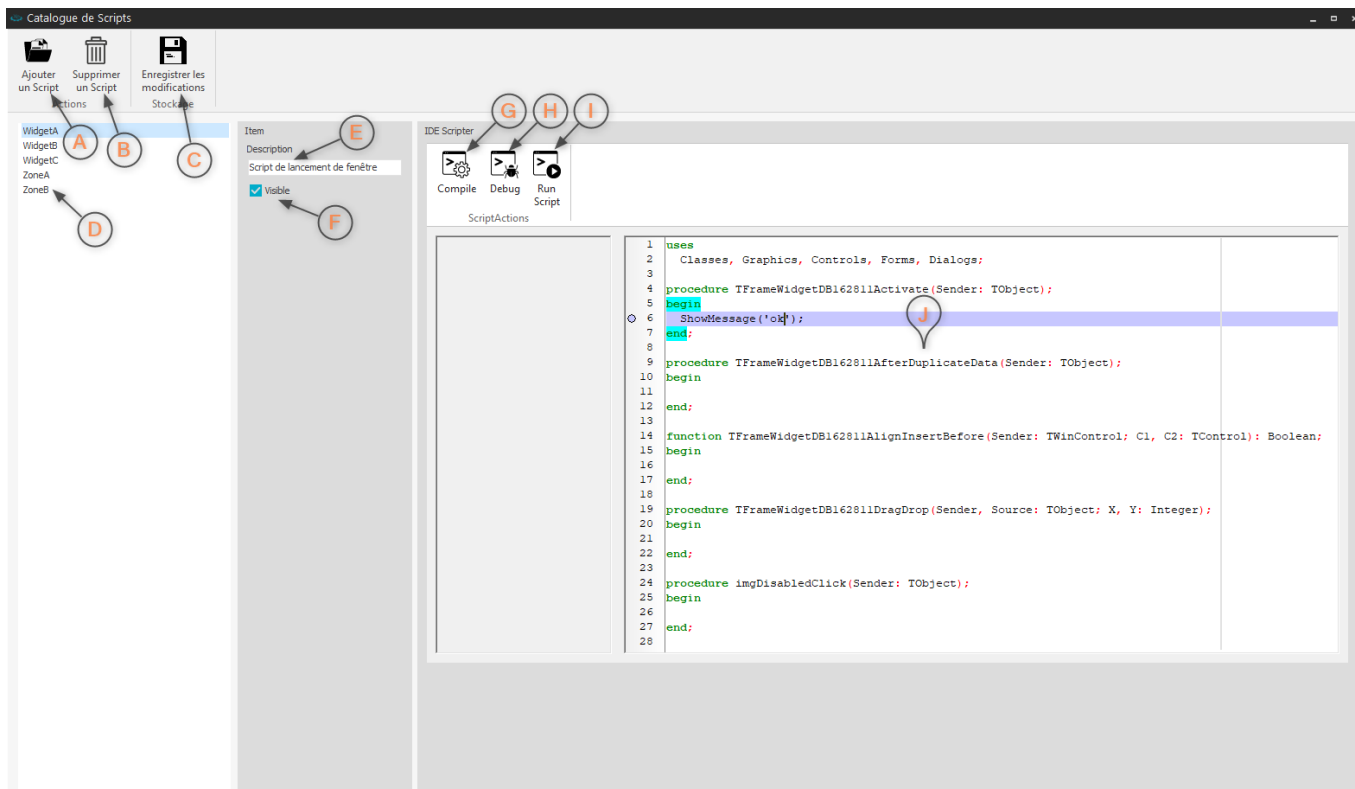 Catalogue de Scripts
Ajouter un Script
Supprimer un Script
Enregistrer les modifications
Actions
Stockage
A
B
C
WidgetA
WidgetB
WidgetC
ZoneA
ZoneB
D
Item
E
Description
Script de lancement de fenêtre
Visible
F
IDE Scripter
G
H
I
Compile
Debug
Run Script
ScriptActions
1 uses
2 Classes, Graphics, Controls, Forms, Dialogs;
3
4 procedure TFrameWidgetDB162811Activate(Sender: TObject);
5 begin
6 ShowMessage('ok');
J
7 end;
8
9 procedure TFrameWidgetDB162811AfterDuplicateData(Sender: TObject);
10 begin
11
12 end;
13
14 function TFrameWidgetDB162811AlignInsertBefore(Sender: TWinControl; C1, C2: TControl): Boolean;
15 begin
16
17 end;
18
19 procedure TFrameWidgetDB162811DragDrop(Sender, Source: TObject; X, Y: Integer);
20 begin
21
22 end;
23
24 procedure imgDisabledClick(Sender: TObject);
25 begin
26
27 end;
28